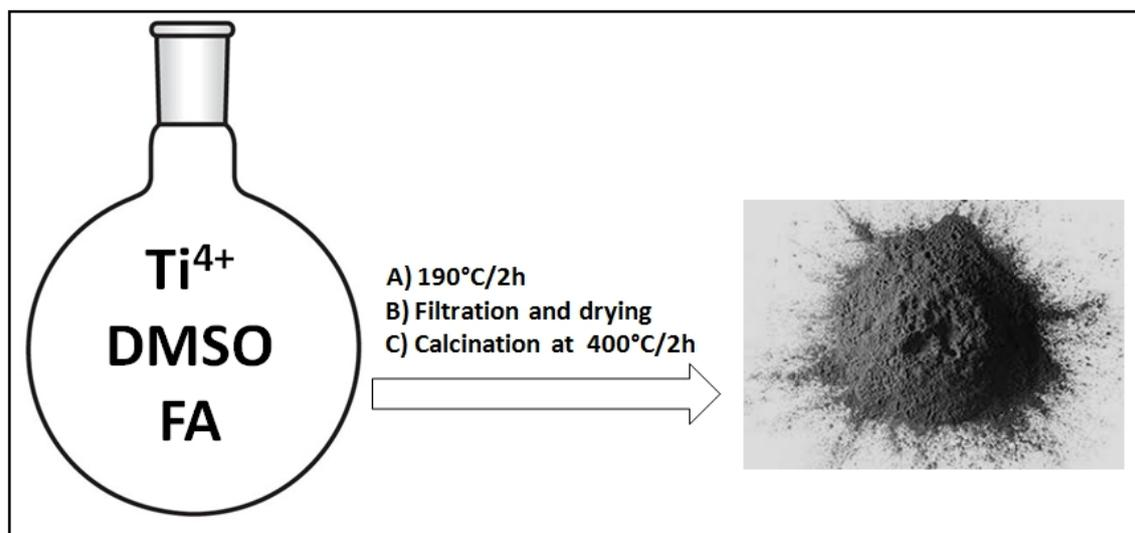 Ti⁴⁺
DMSO
FA
A) 190°C/2h
B) Filtration and drying
C) Calcination at 400°C/2h